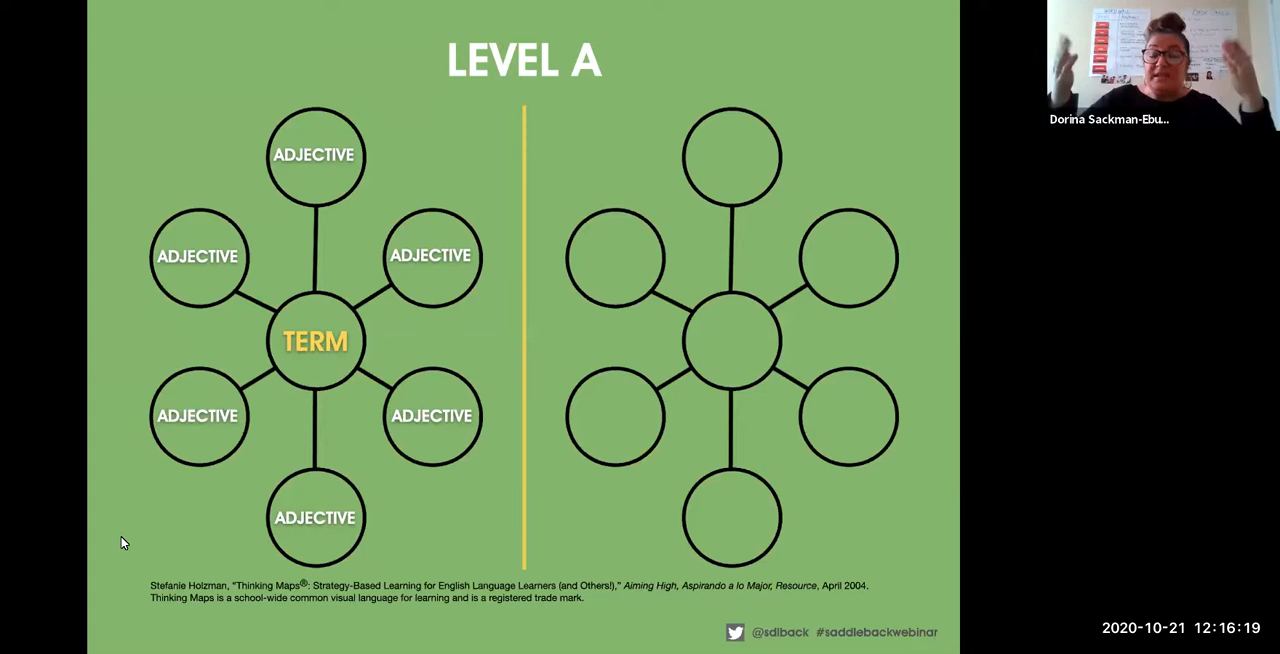 LEVEL A
ADJECTIVE
ADJECTIVE
ADJECTIVE
TERM
ADJECTIVE
ADJECTIVE
ADJECTIVE
Stefanie Holzman, "Thinking Maps®: Strategy-Based Learning for English Language Learners (and Others!)," Aiming High, Aspirando a lo Major, Resource, April 2004.
Thinking Maps is a school-wide common visual language for learning and is a registered trade mark.
@sdlback #saddlebackwebinar
Dorina Sackman-Ebu...
2020-10-21 12:16:19